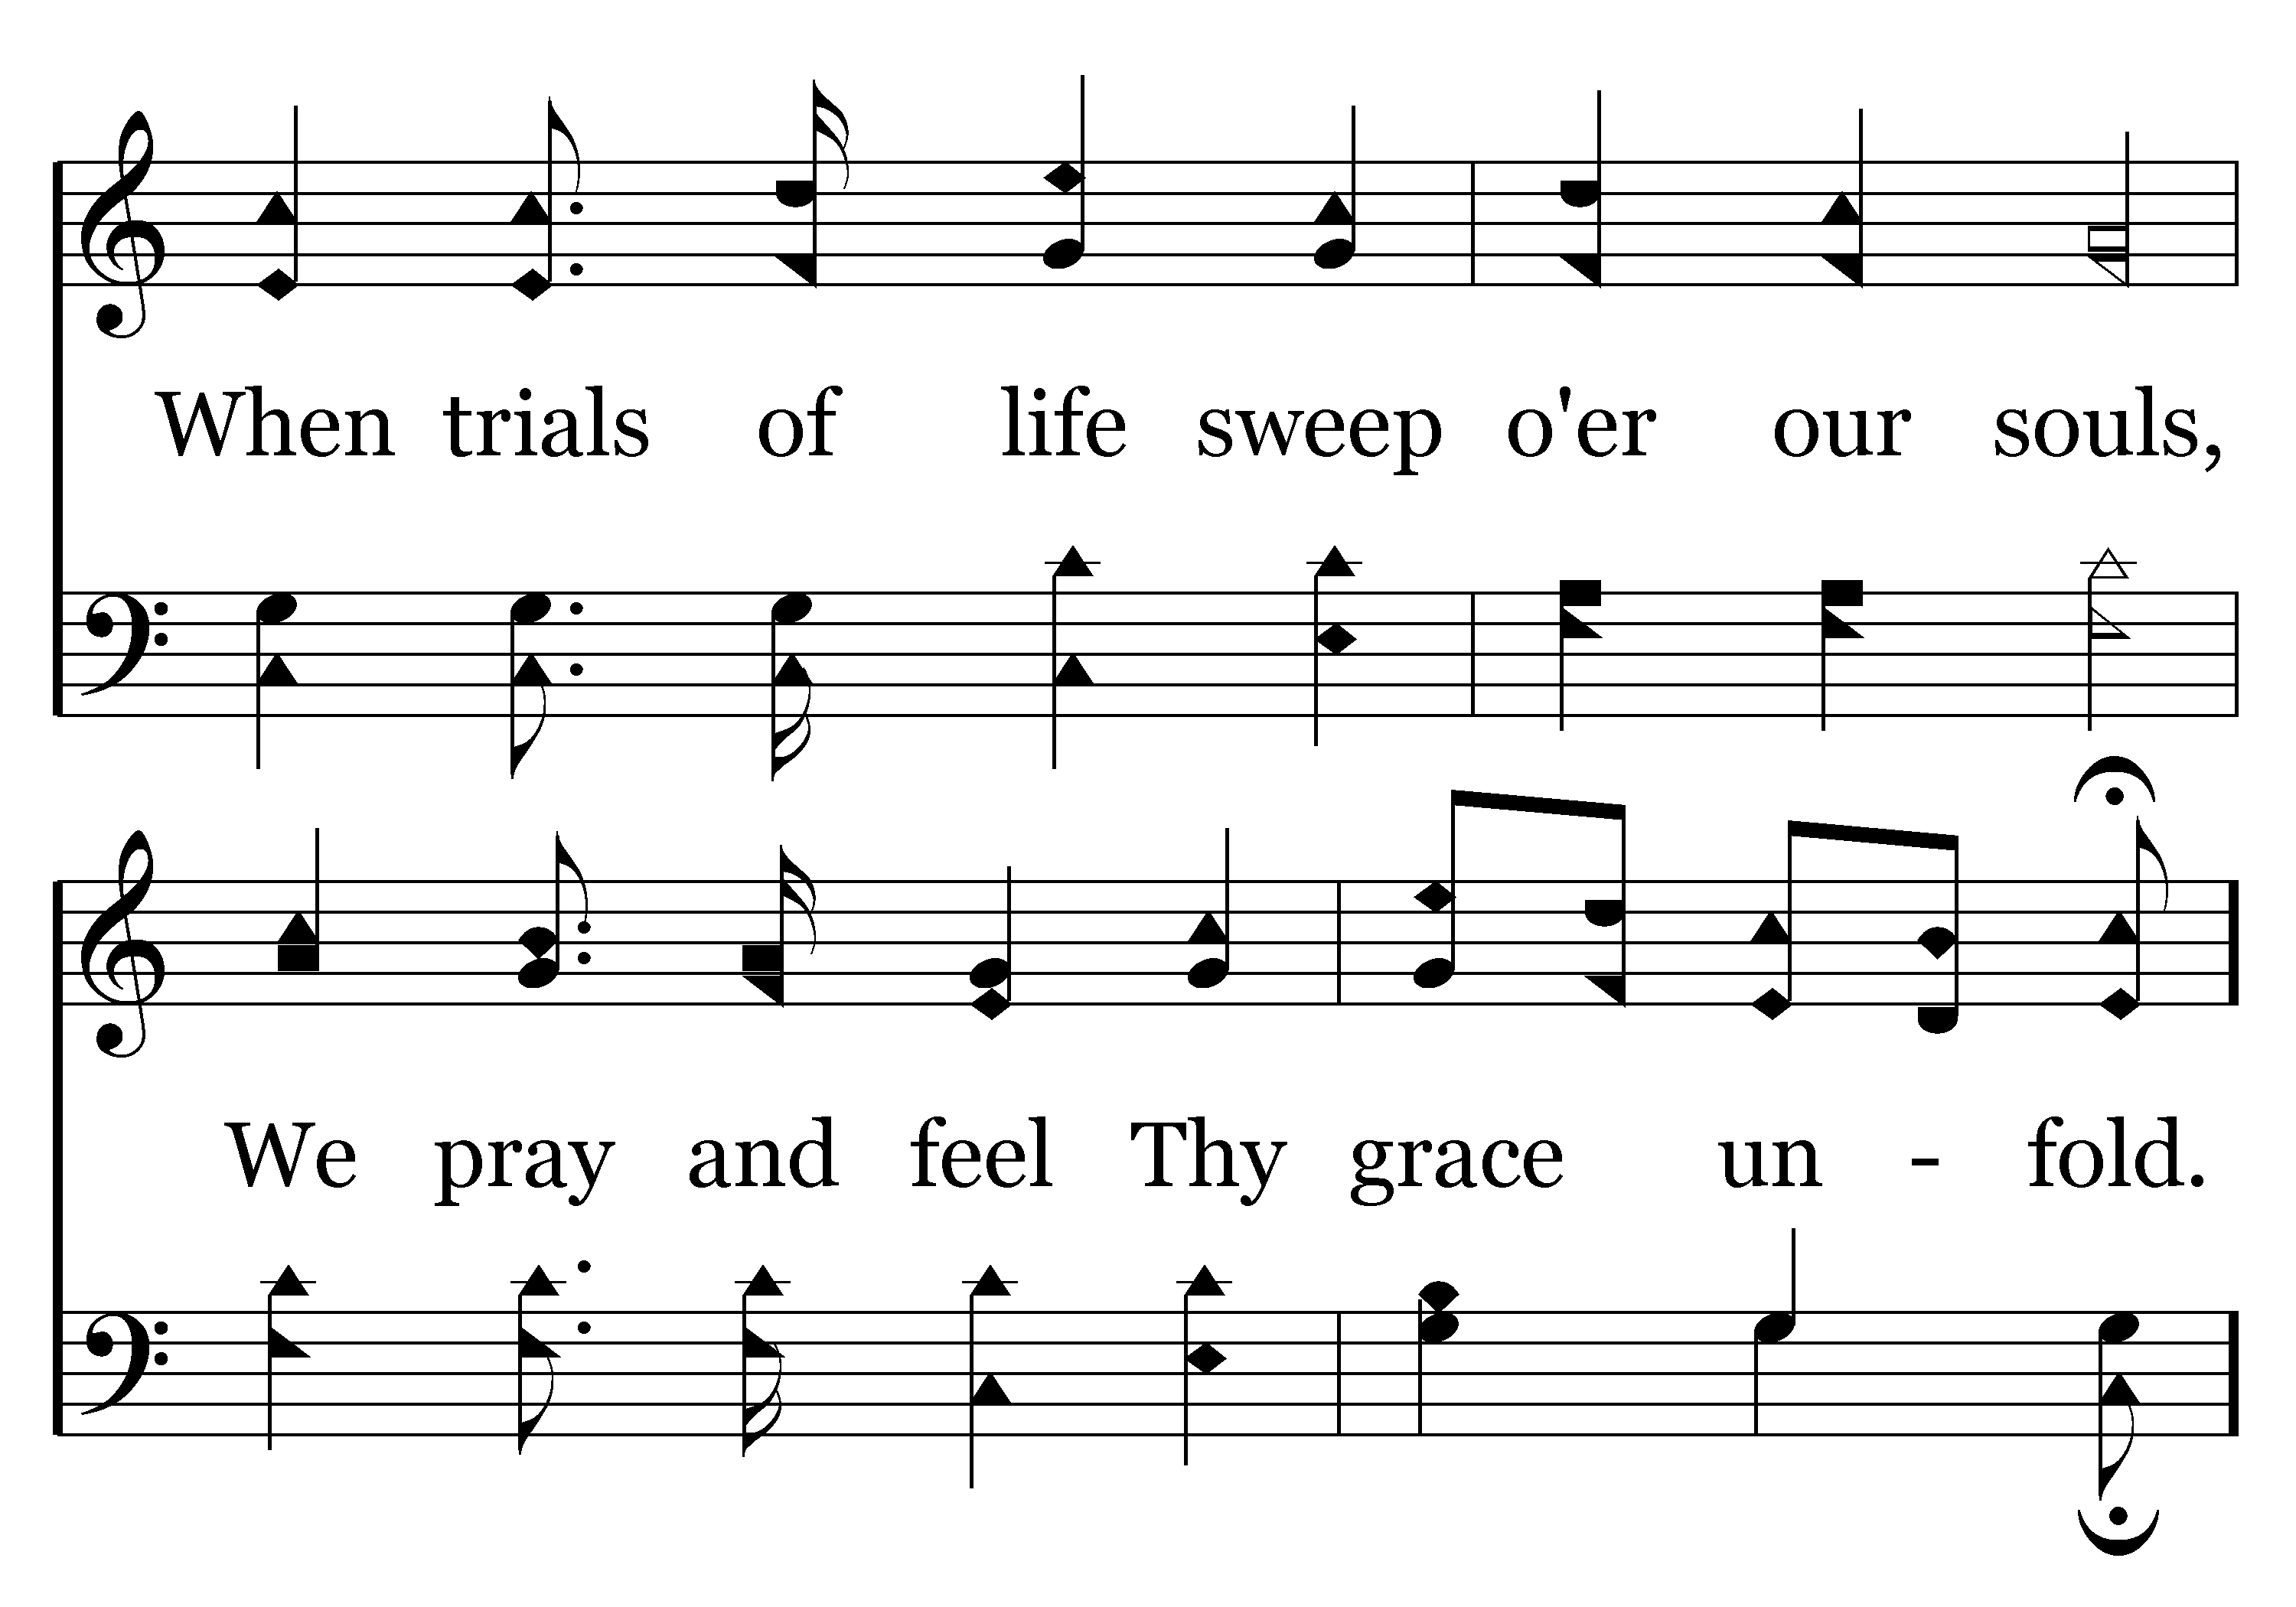 When trials of life sweep o'er our souls,
We pray and feel Thy grace un - fold.